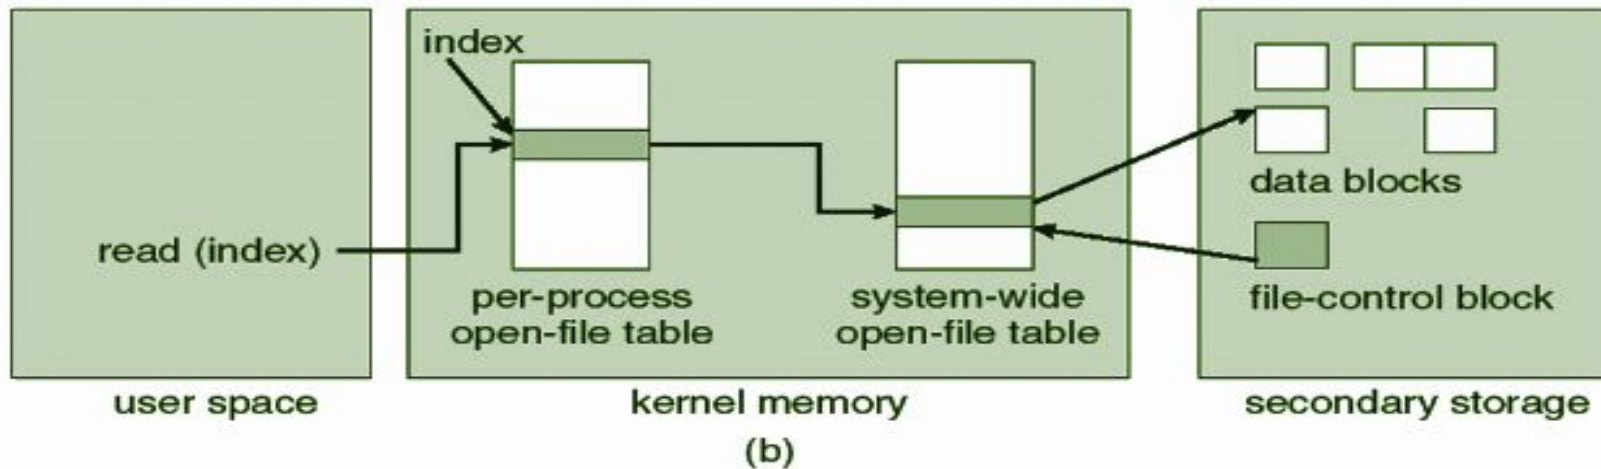 index
read (index)
data blocks
per-process
open-file table
system-wide
open-file table
file-control block
user space
kernel memory
secondary storage
(b)